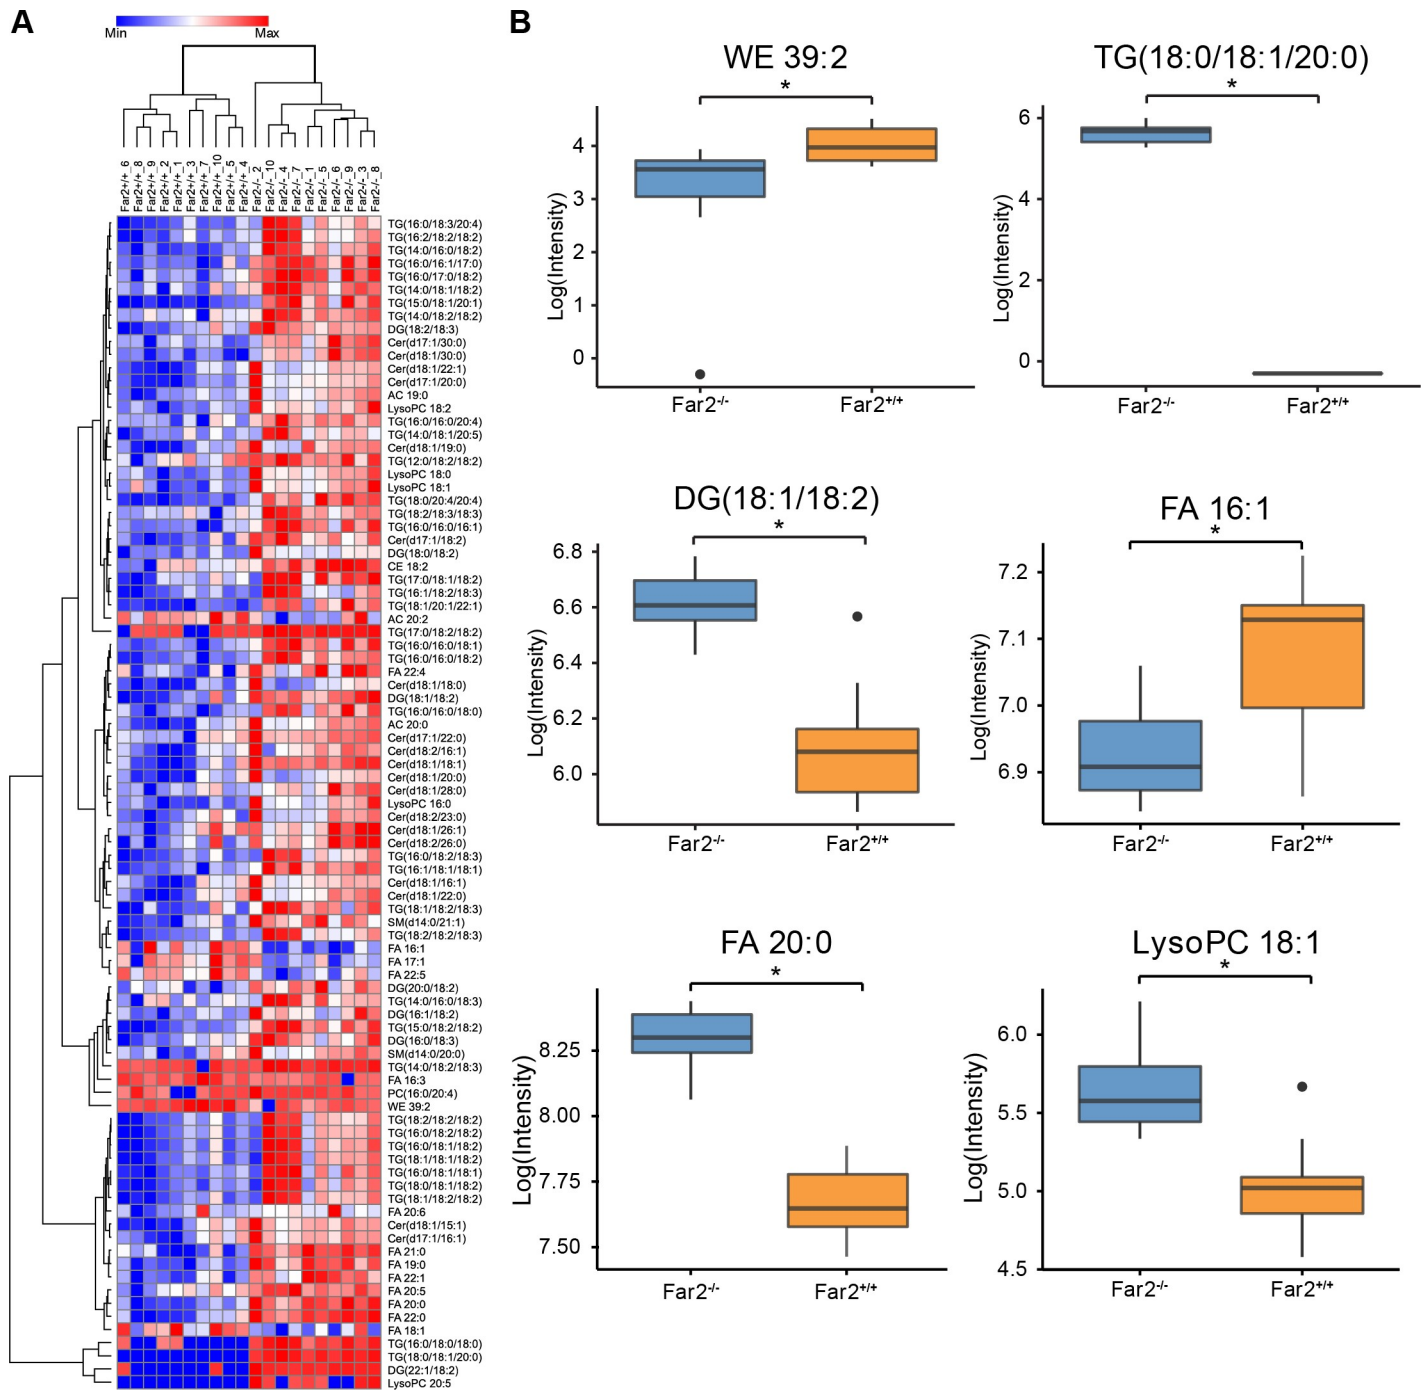 A
Min
Max
Far2+/+_6
Far2+/+_8
Far2+/+_9
Far2+/+_2
Far2+/+_1
Far2+/+_3
Far2+/+_7
Far2+/+_10
Far2+/+_5
Far2+/+_4
Far2-/-_2
Far2-/-_10
Far2-/-_4
Far2-/-_7
Far2-/-_1
Far2-/-_5
Far2-/-_6
Far2-/-_9
Far2-/-_3
Far2-/-_8
TG(16:0/18:3/20:4)
TG(16:2/18:2/18:2)
TG(14:0/16:0/18:2)
TG(16:0/16:1/17:0)
TG(16:0/17:0/18:2)
TG(14:0/18:1/18:2)
TG(15:0/18:1/20:1)
TG(14:0/18:2/18:2)
DG(18:2/18:3)
Cer(d17:1/30:0)
Cer(d18:1/30:0)
Cer(d18:1/22:1)
Cer(d17:1/20:0)
AC 19:0
LysoPC 18:2
TG(16:0/16:0/20:4)
TG(14:0/18:1/20:5)
Cer(d18:1/19:0)
TG(12:0/18:2/18:2)
LysoPC 18:0
LysoPC 18:1
TG(18:0/20:4/20:4)
TG(18:2/18:3/18:3)
TG(16:0/16:0/16:1)
Cer(d17:1/18:2)
DG(18:0/18:2)
CE 18:2
TG(17:0/18:1/18:2)
TG(16:1/18:2/18:3)
TG(18:1/20:1/22:1)
AC 20:2
TG(17:0/18:2/18:2)
TG(16:0/16:0/18:1)
TG(16:0/16:0/18:2)
FA 22:4
Cer(d18:1/18:0)
DG(18:1/18:2)
TG(16:0/16:0/18:0)
AC 20:0
Cer(d17:1/22:0)
Cer(d18:2/16:1)
Cer(d18:1/18:1)
Cer(d18:1/20:0)
Cer(d18:1/28:0)
LysoPC 16:0
Cer(d18:2/23:0)
Cer(d18:1/26:1)
Cer(d18:2/26:0)
TG(16:0/18:2/18:3)
TG(16:1/18:1/18:1)
Cer(d18:1/16:1)
Cer(d18:1/22:0)
TG(18:1/18:2/18:3)
SM(d14:0/21:1)
TG(18:2/18:2/18:3)
FA 16:1
FA 17:1
FA 22:5
DG(20:0/18:2)
TG(14:0/16:0/18:3)
DG(16:1/18:2)
TG(15:0/18:2/18:2)
DG(16:0/18:3)
SM(d14:0/20:0)
TG(14:0/18:2/18:3)
FA 16:3
PC(16:0/20:4)
WE 39:2
TG(18:2/18:2/18:2)
TG(16:0/18:2/18:2)
TG(16:0/18:1/18:2)
TG(18:1/18:1/18:2)
TG(16:0/18:1/18:1)
TG(18:0/18:1/18:2)
TG(18:1/18:2/18:2)
FA 20:6
Cer(d18:1/15:1)
Cer(d17:1/16:1)
FA 21:0
FA 19:0
FA 22:1
FA 20:5
FA 20:0
FA 22:0
FA 18:1
TG(16:0/18:0/18:0)
TG(18:0/18:1/20:0)
DG(22:1/18:2)
LysoPC 20:5
B
WE 39:2
*
Log(Intensity)
4
3
2
1
0
Far2-/-
Far2+/+
TG(18:0/18:1/20:0)
*
Log(Intensity)
6
4
2
0
Far2-/-
Far2+/+
DG(18:1/18:2)
*
Log(Intensity)
6.8
6.6
6.4
6.2
6.0
Far2-/-
Far2+/+
FA 16:1
*
Log(Intensity)
7.2
7.1
7.0
6.9
Far2-/-
Far2+/+
FA 20:0
*
Log(Intensity)
8.25
8.00
7.75
7.50
Far2-/-
Far2+/+
LysoPC 18:1
*
Log(Intensity)
6.0
5.5
5.0
4.5
Far2-/-
Far2+/+